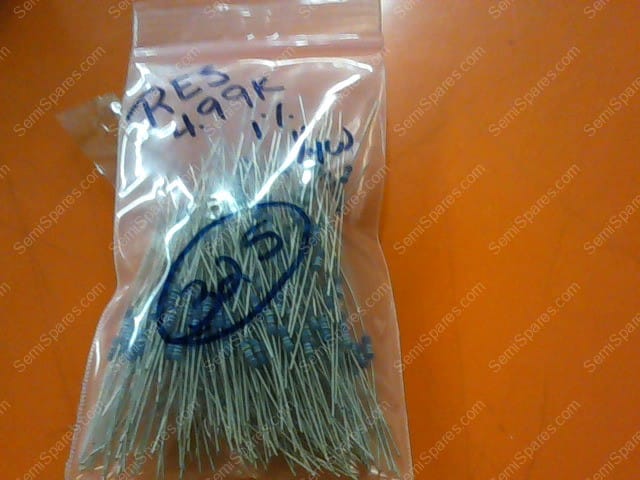 RES
4.99K
1%
1/4W
325
SemiSpares.com